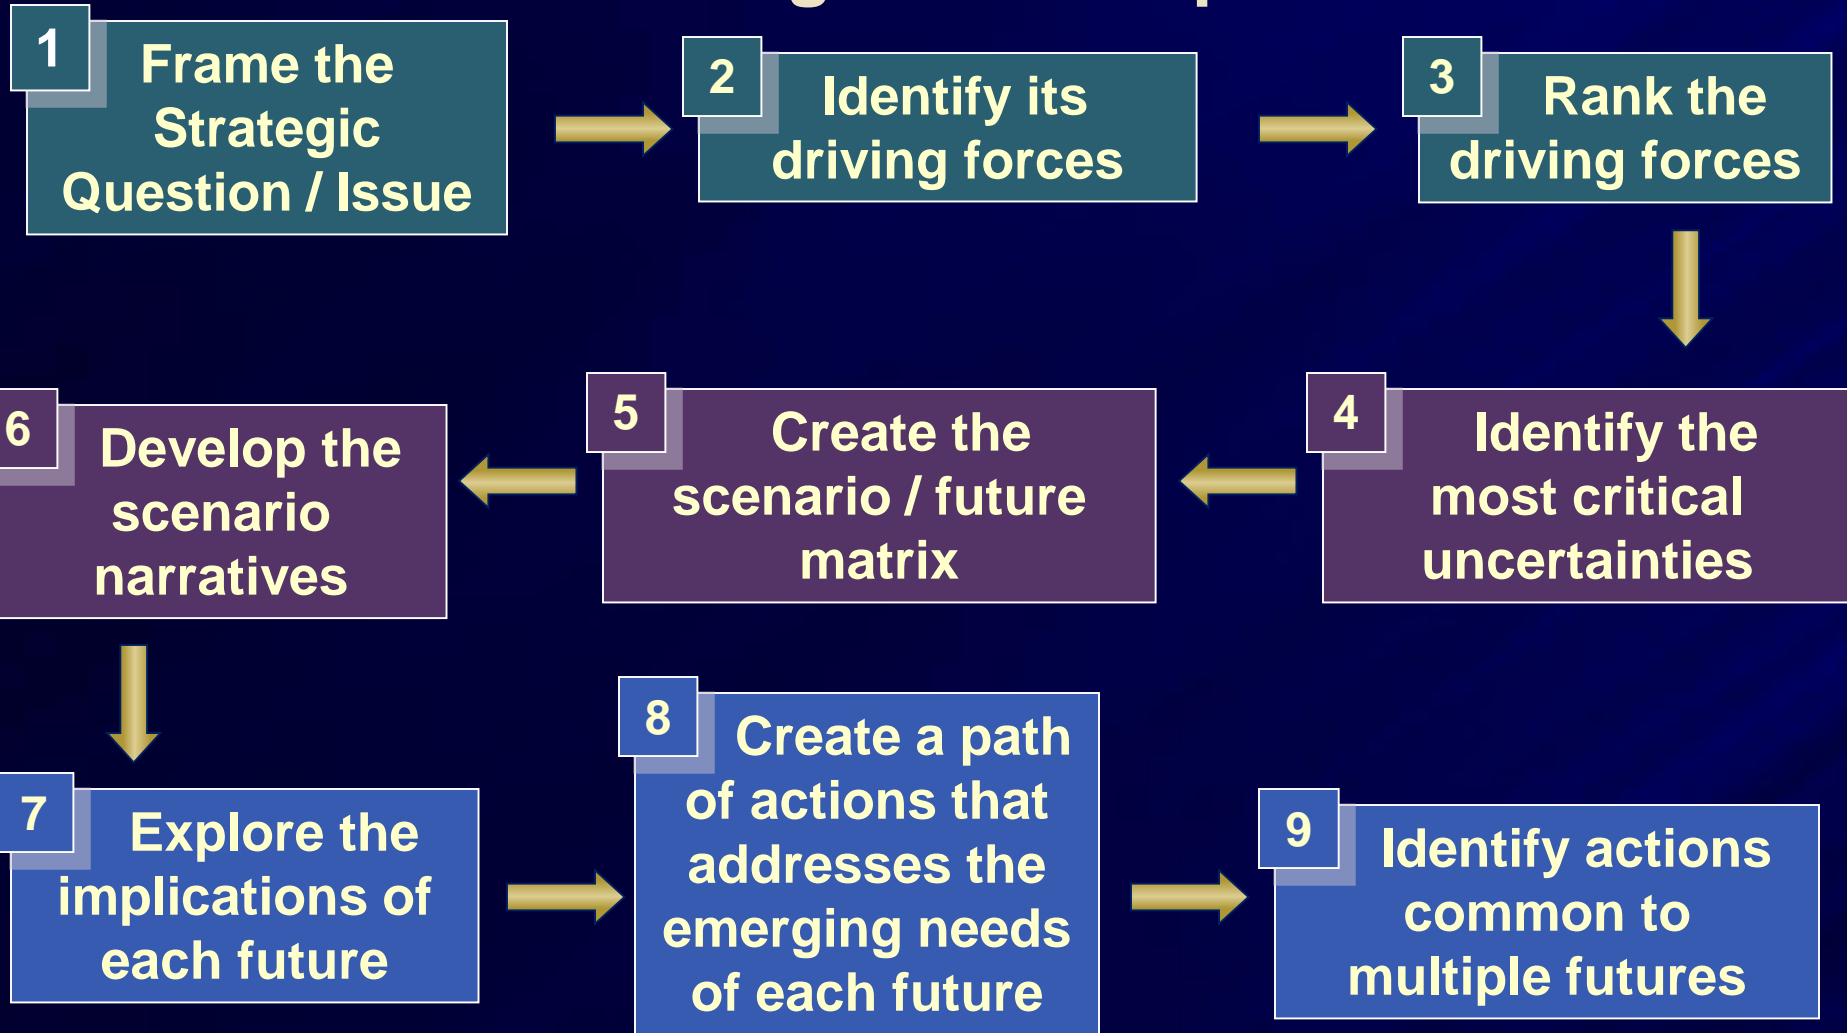 1
Frame the
Strategic
Question / Issue
2
Identify its
driving forces
3
Rank the
driving forces
4
Identify the
most critical
uncertainties
5
Create the
scenario / future
matrix
6
Develop the
scenario
narratives
7
Explore the
implications of
each future
8
Create a path
of actions that
addresses the
emerging needs
of each future
9
Identify actions
common to
multiple futures